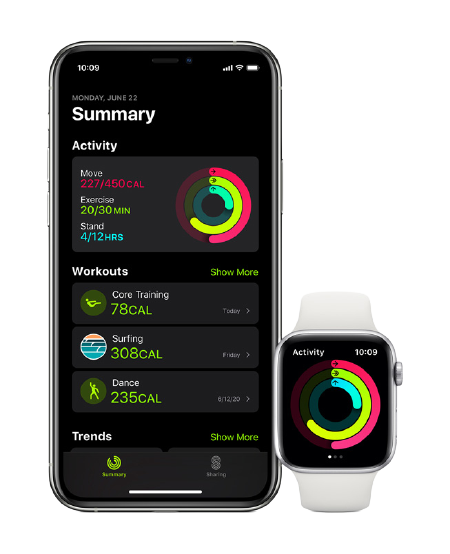 10:09
MONDAY, JUNE 22
Summary
Activity
Move
227/450CAL
Exercise
20/30MIN
Stand
4/12HRS
Workouts Show More
Core Training
78CAL
Today
Surfing
308CAL
Friday
Dance
235CAL
6/12/20
Trends Show More
Summary Sharing
Activity 10:09